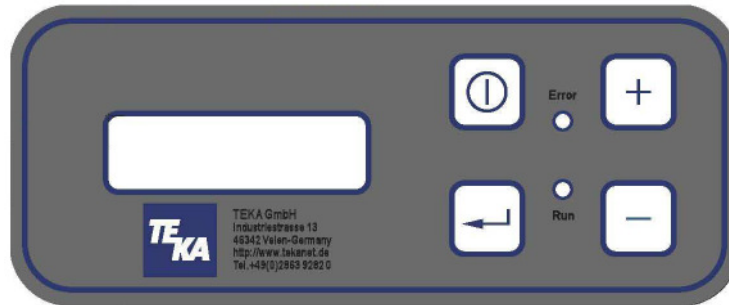 Error
+
TEKA
TEKA GmbH
Industriestrasse 13
46342 Velen-Germany
http://www.tekanet.de
Tel.+49(0)2863 9282 0
Run
-